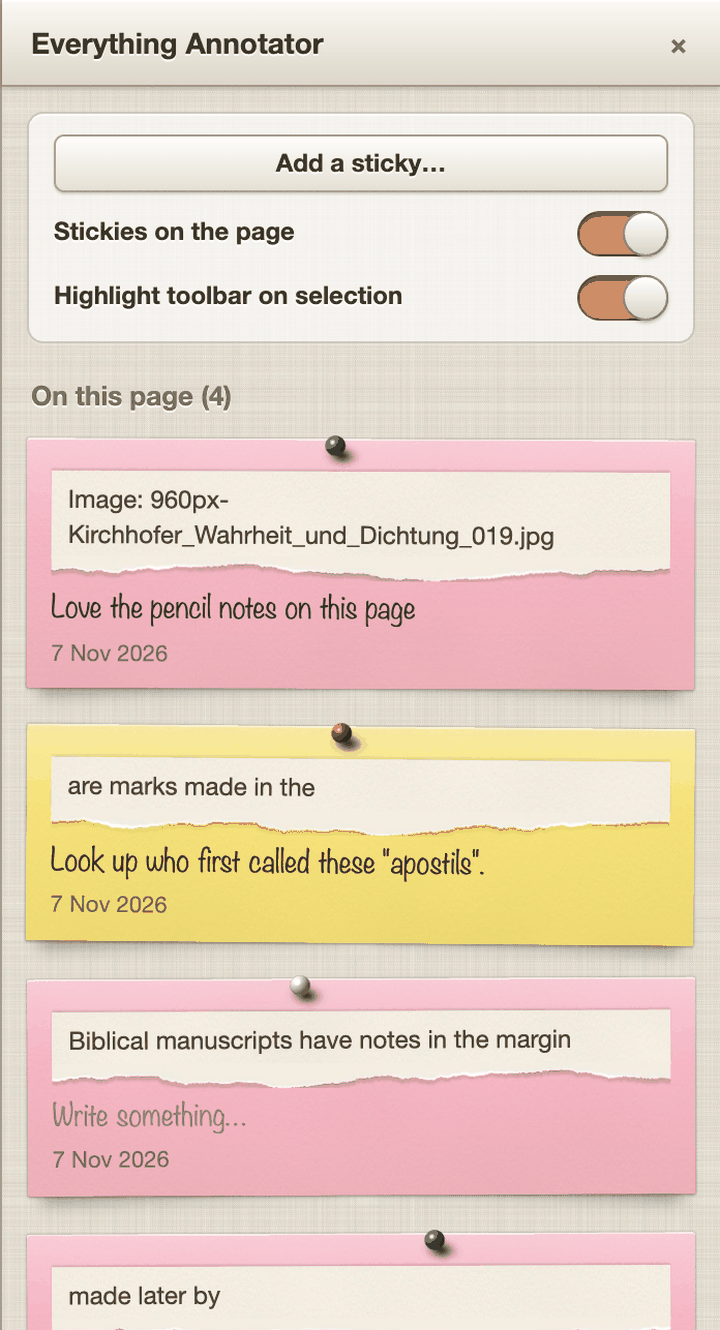 Everything Annotator
×
Add a sticky…
Stickies on the page
Highlight toolbar on selection
On this page (4)
Image: 960px-
Kirchhofer_Wahrheit_und_Dichtung_019.jpg
Love the pencil notes on this page
7 Nov 2026
are marks made in the
Look up who first called these "apostils".
7 Nov 2026
Biblical manuscripts have notes in the margin
Write something…
7 Nov 2026
made later by